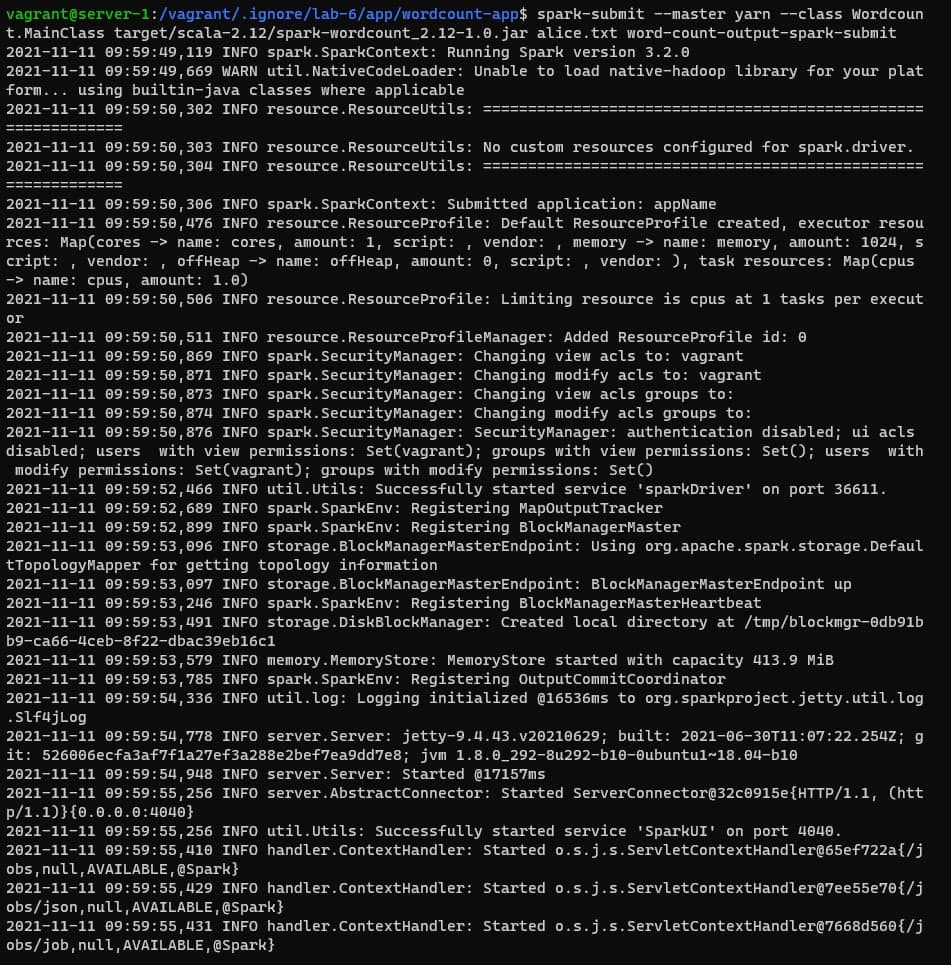 vagrant@server-1:/vagrant/.ignore/lab-6/app/wordcount-app$ spark-submit --master yarn --class Wordcoun
t.MainClass target/scala-2.12/spark-wordcount_2.12-1.0.jar alice.txt word-count-output-spark-submit
2021-11-11 09:59:49,119 INFO spark.SparkContext: Running Spark version 3.2.0
2021-11-11 09:59:49,669 WARN util.NativeCodeLoader: Unable to load native-hadoop library for your plat
form... using builtin-java classes where applicable
2021-11-11 09:59:50,302 INFO resource.ResourceUtils: =================================================
=============
2021-11-11 09:59:50,303 INFO resource.ResourceUtils: No custom resources configured for spark.driver.
2021-11-11 09:59:50,304 INFO resource.ResourceUtils: =================================================
=============
2021-11-11 09:59:50,306 INFO spark.SparkContext: Submitted application: appName
2021-11-11 09:59:50,476 INFO resource.ResourceProfile: Default ResourceProfile created, executor resou
rces: Map(cores -> name: cores, amount: 1, script: , vendor: , memory -> name: memory, amount: 1024, s
cript: , vendor: , offHeap -> name: offHeap, amount: 0, script: , vendor: ), task resources: Map(cpus 
-> name: cpus, amount: 1.0)
2021-11-11 09:59:50,506 INFO resource.ResourceProfile: Limiting resource is cpus at 1 tasks per execut
or
2021-11-11 09:59:50,511 INFO resource.ResourceProfileManager: Added ResourceProfile id: 0
2021-11-11 09:59:50,869 INFO spark.SecurityManager: Changing view acls to: vagrant
2021-11-11 09:59:50,871 INFO spark.SecurityManager: Changing modify acls to: vagrant
2021-11-11 09:59:50,873 INFO spark.SecurityManager: Changing view acls groups to:
2021-11-11 09:59:50,874 INFO spark.SecurityManager: Changing modify acls groups to:
2021-11-11 09:59:50,876 INFO spark.SecurityManager: SecurityManager: authentication disabled; ui acls 
disabled; users  with view permissions: Set(vagrant); groups with view permissions: Set(); users  with
 modify permissions: Set(vagrant); groups with modify permissions: Set()
2021-11-11 09:59:52,466 INFO util.Utils: Successfully started service 'sparkDriver' on port 36611.
2021-11-11 09:59:52,689 INFO spark.SparkEnv: Registering MapOutputTracker
2021-11-11 09:59:52,899 INFO spark.SparkEnv: Registering BlockManagerMaster
2021-11-11 09:59:53,096 INFO storage.BlockManagerMasterEndpoint: Using org.apache.spark.storage.Defaul
tTopologyMapper for getting topology information
2021-11-11 09:59:53,097 INFO storage.BlockManagerMasterEndpoint: BlockManagerMasterEndpoint up
2021-11-11 09:59:53,246 INFO spark.SparkEnv: Registering BlockManagerMasterHeartbeat
2021-11-11 09:59:53,491 INFO storage.DiskBlockManager: Created local directory at /tmp/blockmgr-0db91b
b9-ca66-4ceb-8f22-dbac39eb16c1
2021-11-11 09:59:53,579 INFO memory.MemoryStore: MemoryStore started with capacity 413.9 MiB
2021-11-11 09:59:53,785 INFO spark.SparkEnv: Registering OutputCommitCoordinator
2021-11-11 09:59:54,336 INFO util.log: Logging initialized @16536ms to org.sparkproject.jetty.util.log
.Slf4jLog
2021-11-11 09:59:54,778 INFO server.Server: jetty-9.4.43.v20210629; built: 2021-06-30T11:07:22.254Z; g
it: 526006ecfa3af7f1a27ef3a288e2bef7ea9dd7e8; jvm 1.8.0_292-8u292-b10-0ubuntu1~18.04-b10
2021-11-11 09:59:54,948 INFO server.Server: Started @17157ms
2021-11-11 09:59:55,256 INFO server.AbstractConnector: Started ServerConnector@32c0915e{HTTP/1.1, (htt
p/1.1)}{0.0.0.0:4040}
2021-11-11 09:59:55,256 INFO util.Utils: Successfully started service 'SparkUI' on port 4040.
2021-11-11 09:59:55,410 INFO handler.ContextHandler: Started o.s.j.s.ServletContextHandler@65ef722a{/j
obs,null,AVAILABLE,@Spark}
2021-11-11 09:59:55,429 INFO handler.ContextHandler: Started o.s.j.s.ServletContextHandler@7ee55e70{/j
obs/json,null,AVAILABLE,@Spark}
2021-11-11 09:59:55,431 INFO handler.ContextHandler: Started o.s.j.s.ServletContextHandler@7668d560{/j
obs/job,null,AVAILABLE,@Spark}